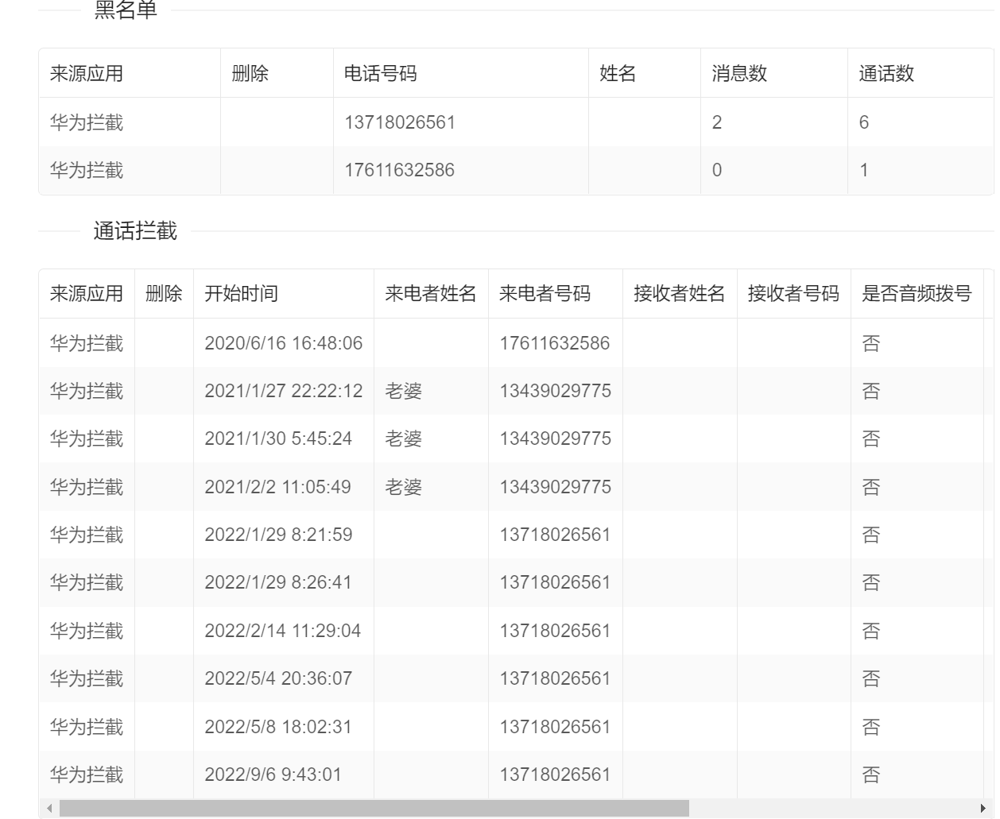 黑名单
来源应用 删除 电话号码 姓名 消息数 通话数
华为拦截 13718026561 2 6
华为拦截 17611632586 0 1
通话拦截
来源应用 删除 开始时间 来电者姓名 来电者号码 接收者姓名 接收者号码 是否音频拨号
华为拦截 2020/6/16 16:48:06 17611632586 否
华为拦截 2021/1/27 22:22:12 老婆 13439029775 否
华为拦截 2021/1/30 5:45:24 老婆 13439029775 否
华为拦截 2021/2/2 11:05:49 老婆 13439029775 否
华为拦截 2022/1/29 8:21:59 13718026561 否
华为拦截 2022/1/29 8:26:41 13718026561 否
华为拦截 2022/2/14 11:29:04 13718026561 否
华为拦截 2022/5/4 20:36:07 13718026561 否
华为拦截 2022/5/8 18:02:31 13718026561 否
华为拦截 2022/9/6 9:43:01 13718026561 否